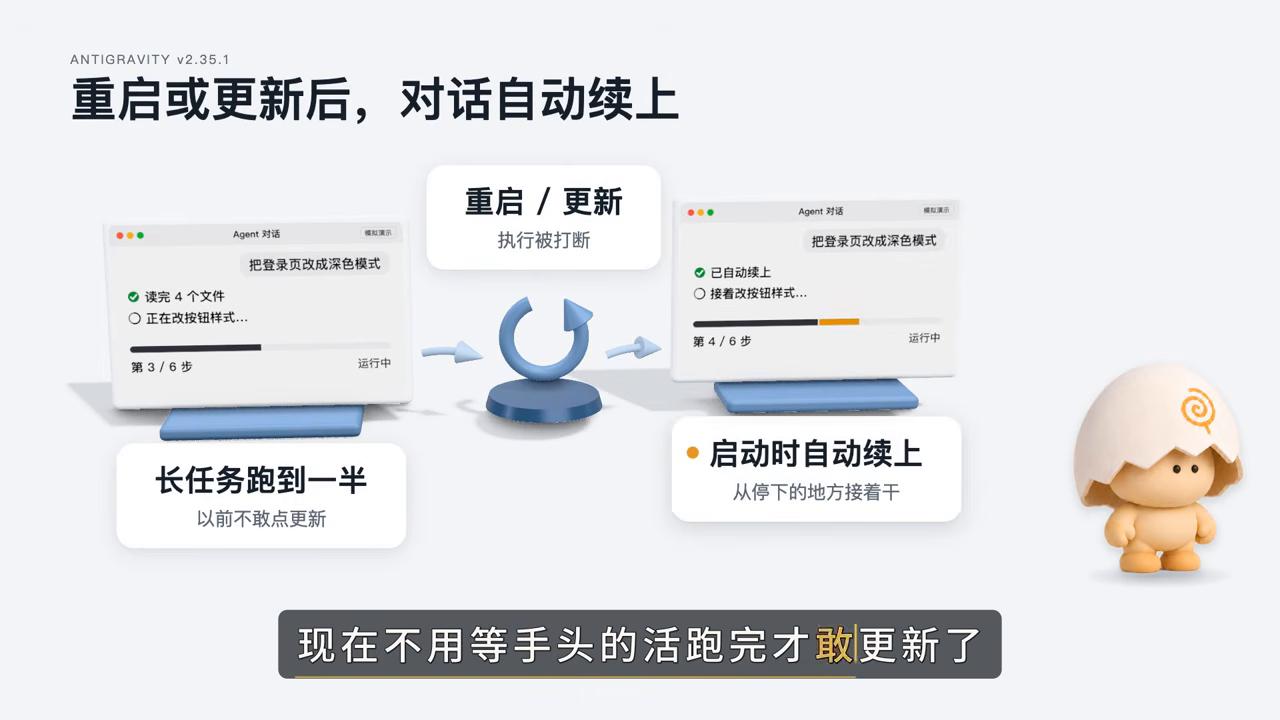 ANTIGRAVITY v2.35.1
重启或更新后，对话自动续上
Agent 对话
模拟演示
把登录页改成深色模式
读完 4 个文件
正在改按钮样式...
第 3 / 6 步
运行中
长任务跑到一半
以前不敢点更新
重启 / 更新
执行被打断
Agent 对话
模拟演示
把登录页改成深色模式
已自动续上
接着改按钮样式...
第 4 / 6 步
运行中
启动时自动续上
从停下的地方接着干
现在不用等手头的活跑完才敢更新了